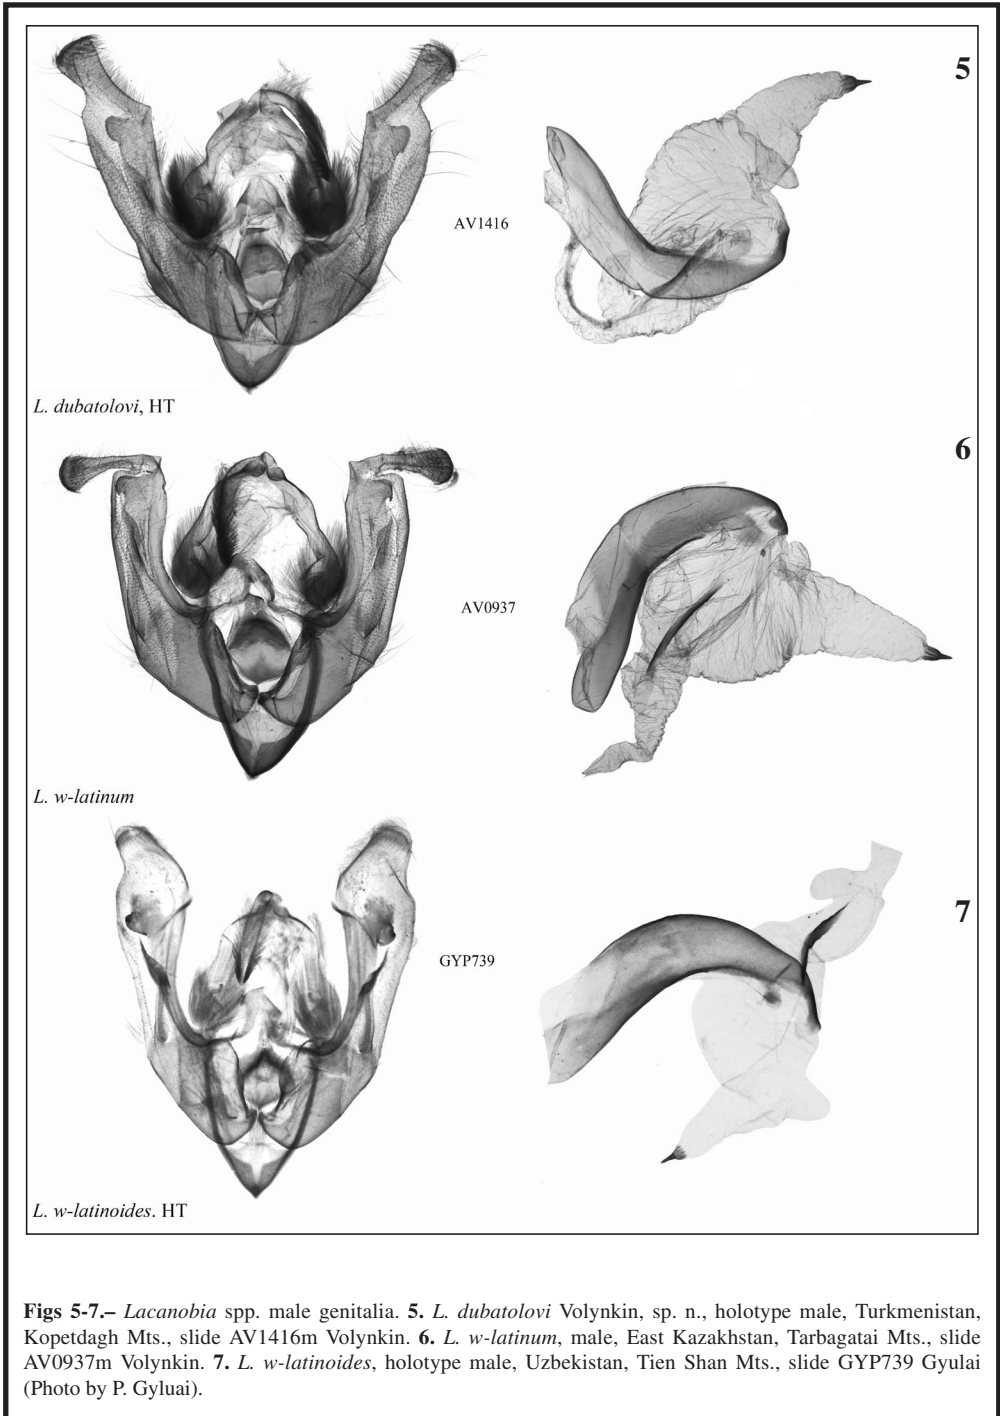 5
AV1416
L. dubatolovi, HT
6
AV0937
L. w-latinum
7
GYP739
L. w-latinoides. HT
Figs 5-7.– Lacanobia spp. male genitalia. 5. L. dubatolovi Volynkin, sp. n., holotype male, Turkmenistan,
Kopetdagh Mts., slide AV1416m Volynkin. 6. L. w-latinum, male, East Kazakhstan, Tarbagatai Mts., slide
AV0937m Volynkin. 7. L. w-latinoides, holotype male, Uzbekistan, Tien Shan Mts., slide GYP739 Gyulai
(Photo by P. Gyluai).